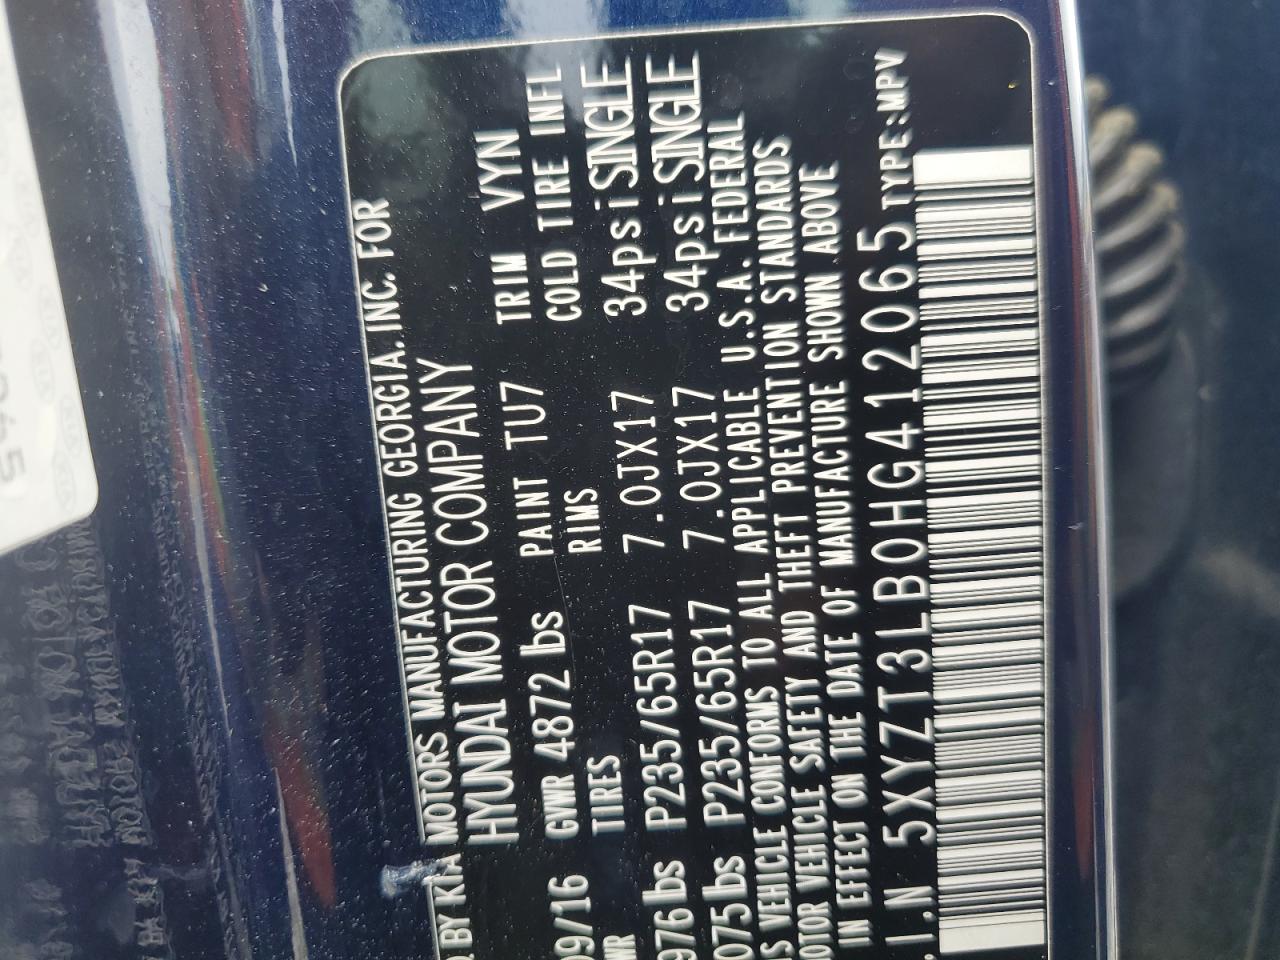 D BY KIA MOTORS MANUFACTURING GEORGIA.INC. FOR
HYUNDAI MOTOR COMPANY
09/16 GVWR 4872 lbs PAINT TU7 TRIM VYN
WR TIRES RIMS COLD TIRE INFL
976 lbs P235/65R17 7.0JX17 34psi SINGLE
075 lbs P235/65R17 7.0JX17 34psi SINGLE
IS VEHICLE CONFORMS TO ALL APPLICABLE U.S.A. FEDERAL
OTOR VEHICLE SAFETY AND THEFT PREVENTION STANDARDS
IN EFFECT ON THE DATE OF MANUFACTURE SHOWN ABOVE
.I.N 5XYZT3LB0HG412065 TYPE:MPV